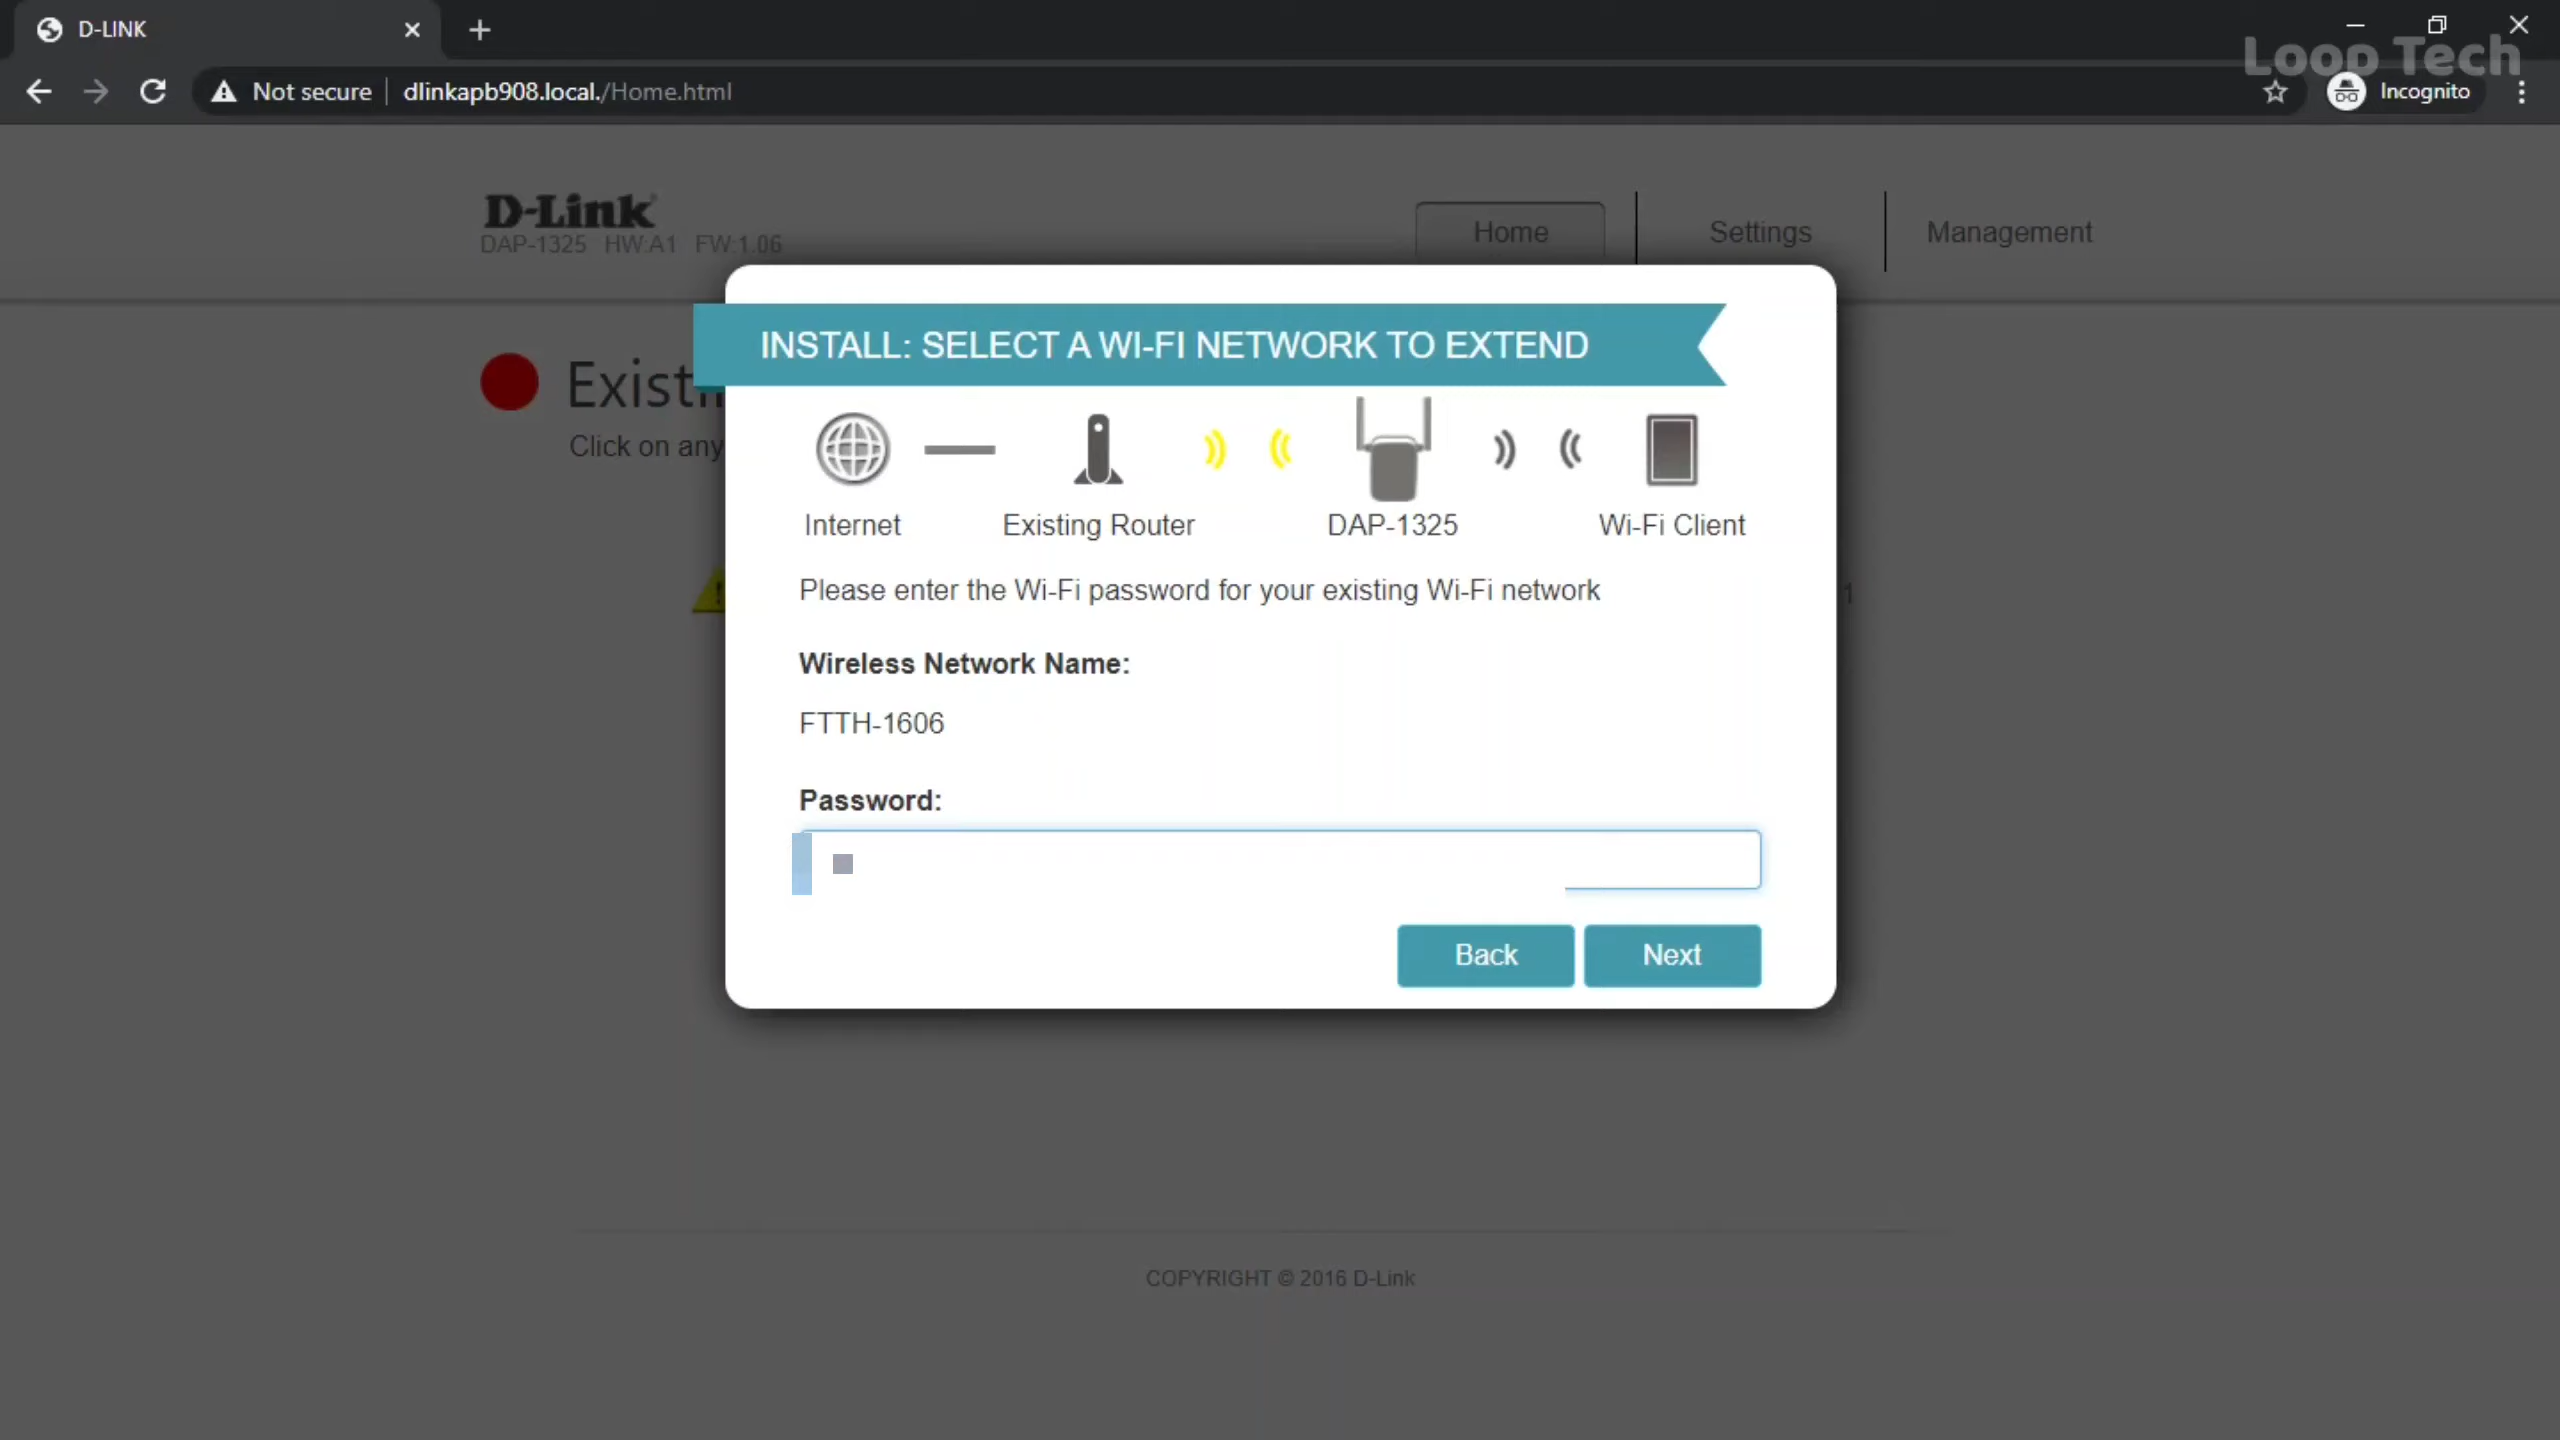 D-LINK
Loop Tech
Not secure dlinkapb908.local./Home.html
Incognito
D-Link
DAP-1325 HW:A1 FW:1.06
Home
Settings
Management
INSTALL: SELECT A WI-FI NETWORK TO EXTEND
Click on any
Internet
Existing Router
DAP-1325
Wi-Fi Client
Please enter the Wi-Fi password for your existing Wi-Fi network
Wireless Network Name:
FTTH-1606
Password:
Back
Next
COPYRIGHT © 2016 D-Link